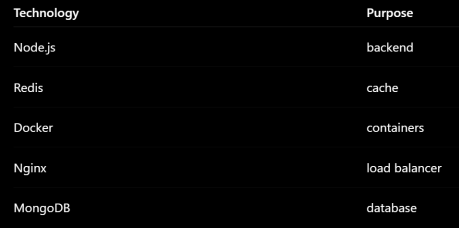 Technology Purpose
Node.js backend
Redis cache
Docker containers
Nginx load balancer
MongoDB database